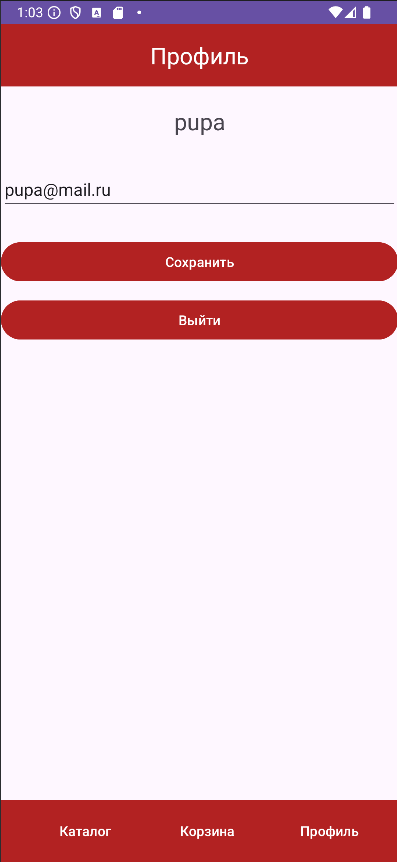 1:03
Профиль
pupa
pupa@mail.ru
Сохранить
Выйти
Каталог Корзина Профиль